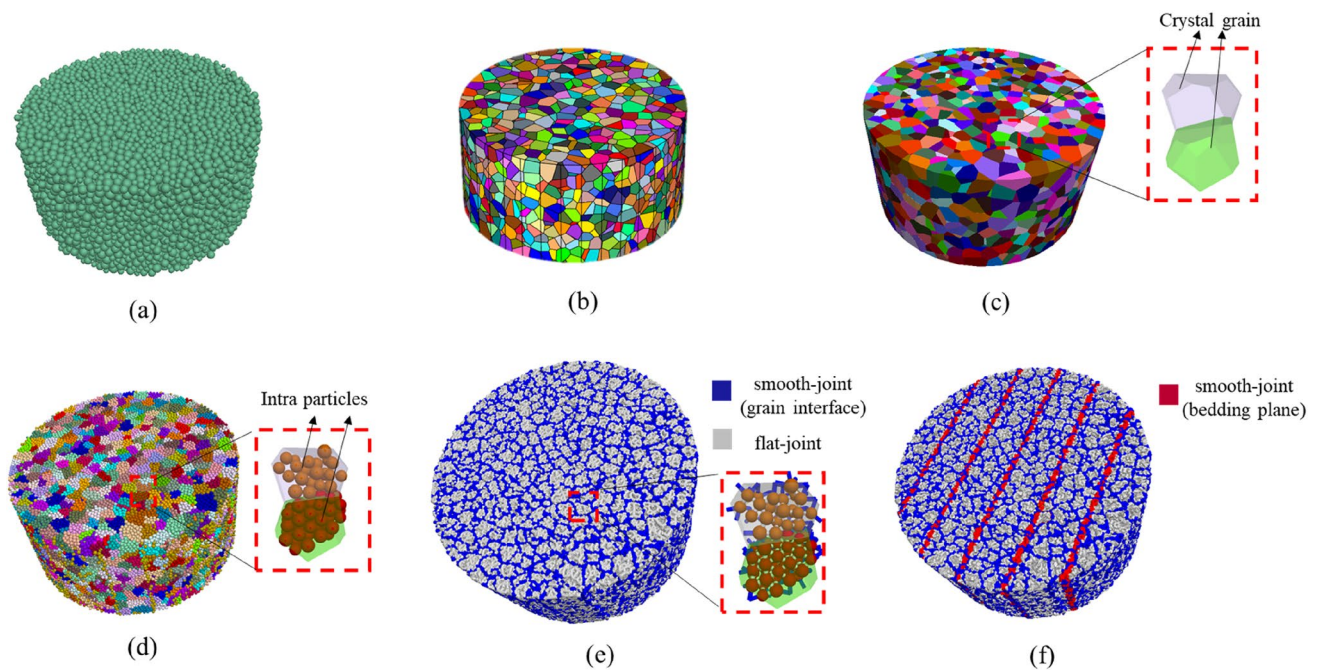 Crystal grain
(a)
(b)
(c)
Intra particles
smooth-joint
(grain interface)
flat-joint
smooth-joint
(bedding plane)
(d)
(e)
(f)